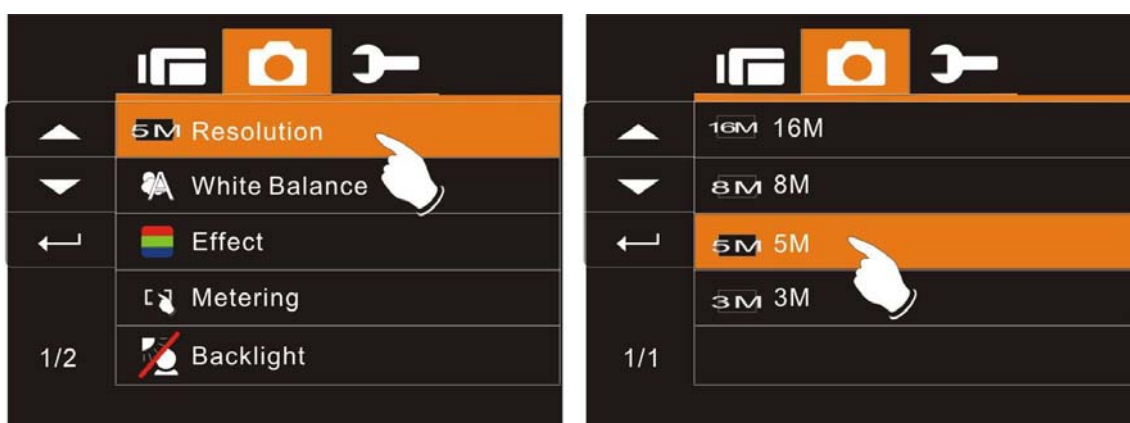 5M Resolution
White Balance
Effect
Metering
1/2 Backlight
16M 16M
8M 8M
5M 5M
3M 3M
1/1